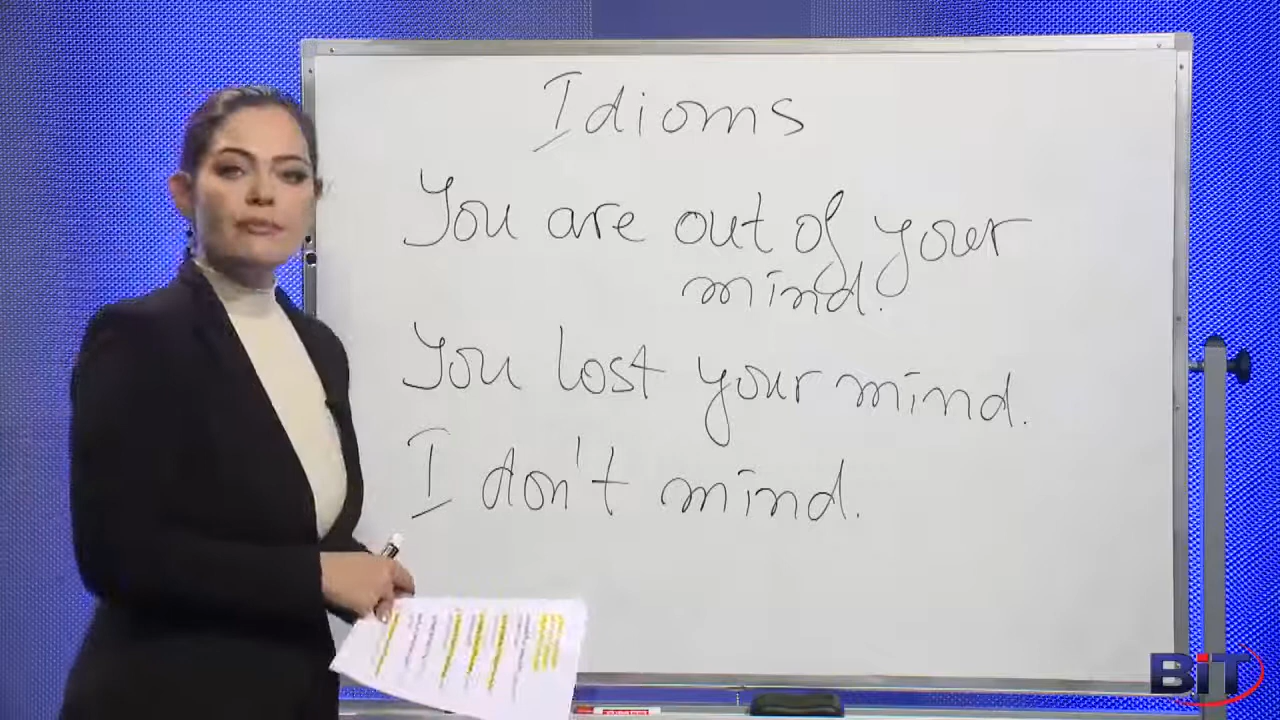 Idioms
You are out of your
mind.
You lost your mind.
I don't mind.
BiT